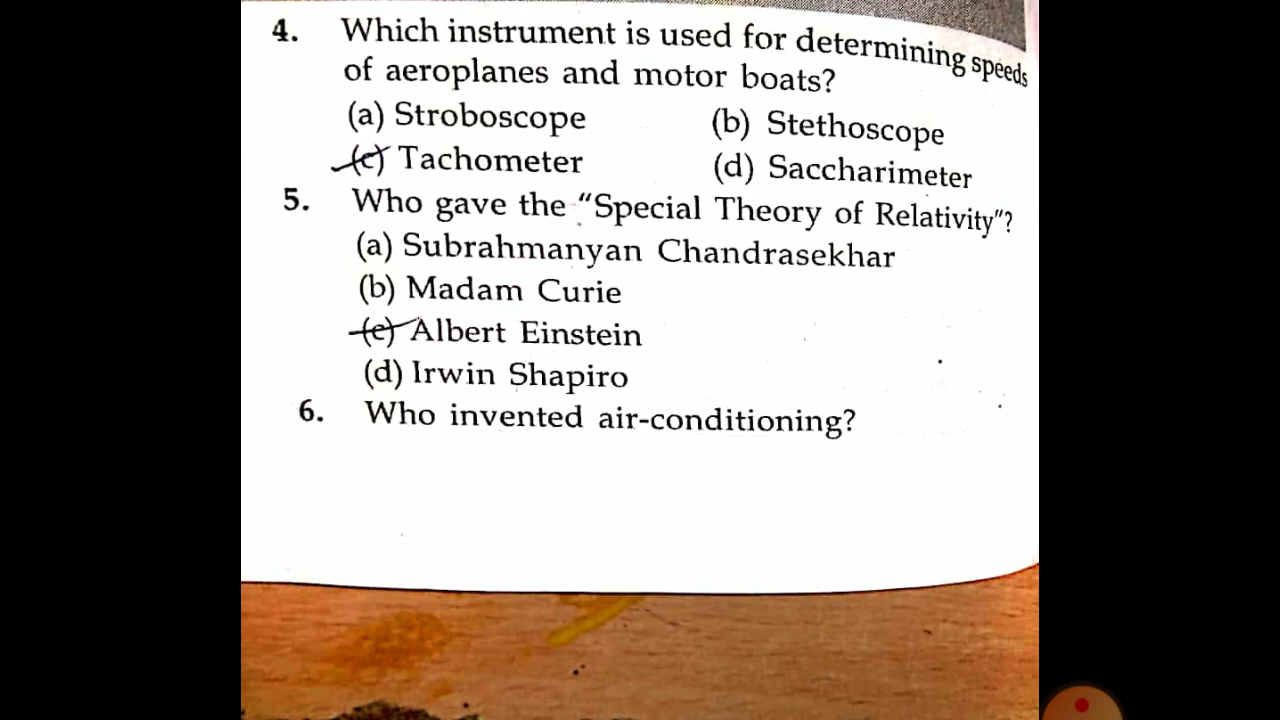 4. Which instrument is used for determining speeds
of aeroplanes and motor boats?
(a) Stroboscope (b) Stethoscope
(c) Tachometer (d) Saccharimeter
5. Who gave the “Special Theory of Relativity”?
(a) Subrahmanyan Chandrasekhar
(b) Madam Curie
(c) Albert Einstein
(d) Irwin Shapiro
6. Who invented air-conditioning?